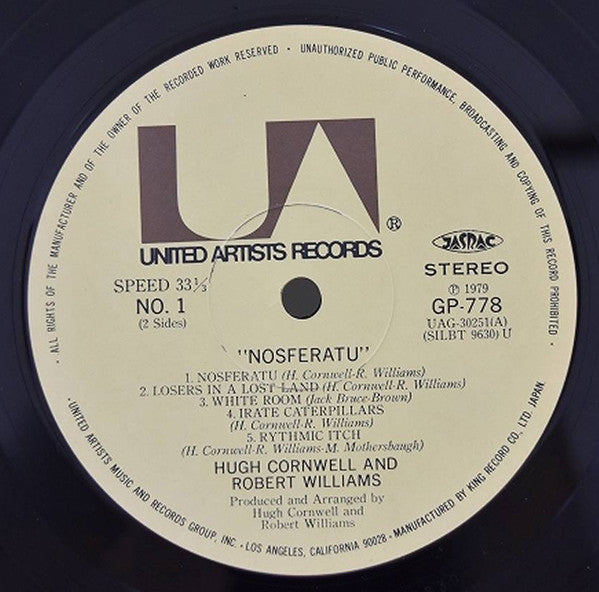 · ALL RIGHTS OF THE MANUFACTURER AND OF THE OWNER OF THE RECORDED WORK RESERVED · UNAUTHORIZED PUBLIC PERFORMANCE, BROADCASTING AND COPYING OF THIS RECORD PROHIBITED ·
UA ®
UNITED ARTISTS RECORDS
JASRAC
SPEED 33⅓
STEREO
NO. 1
℗ 1979
(2 Sides)
GP-778
UAG-30251(A)
(SILBT 9630) U
"NOSFERATU"
1. NOSFERATU (H. Cornwell-R. Williams)
2. LOSERS IN A LOST LAND (H. Cornwell-R. Williams)
3. WHITE ROOM (Jack Bruce-Brown)
4. IRATE CATERPILLARS
(H. Cornwell-R. Williams)
5. RYTHMIC ITCH
(H. Cornwell-R. Williams-M. Mothersbaugh)
HUGH CORNWELL AND
ROBERT WILLIAMS
Produced and Arranged by
Hugh Cornwell and
Robert Williams
· UNITED ARTISTS MUSIC AND RECORDS GROUP, INC. · LOS ANGELES, CALIFORNIA 90028 · MANUFACTURED BY KING RECORD CO., LTD. JAPAN.